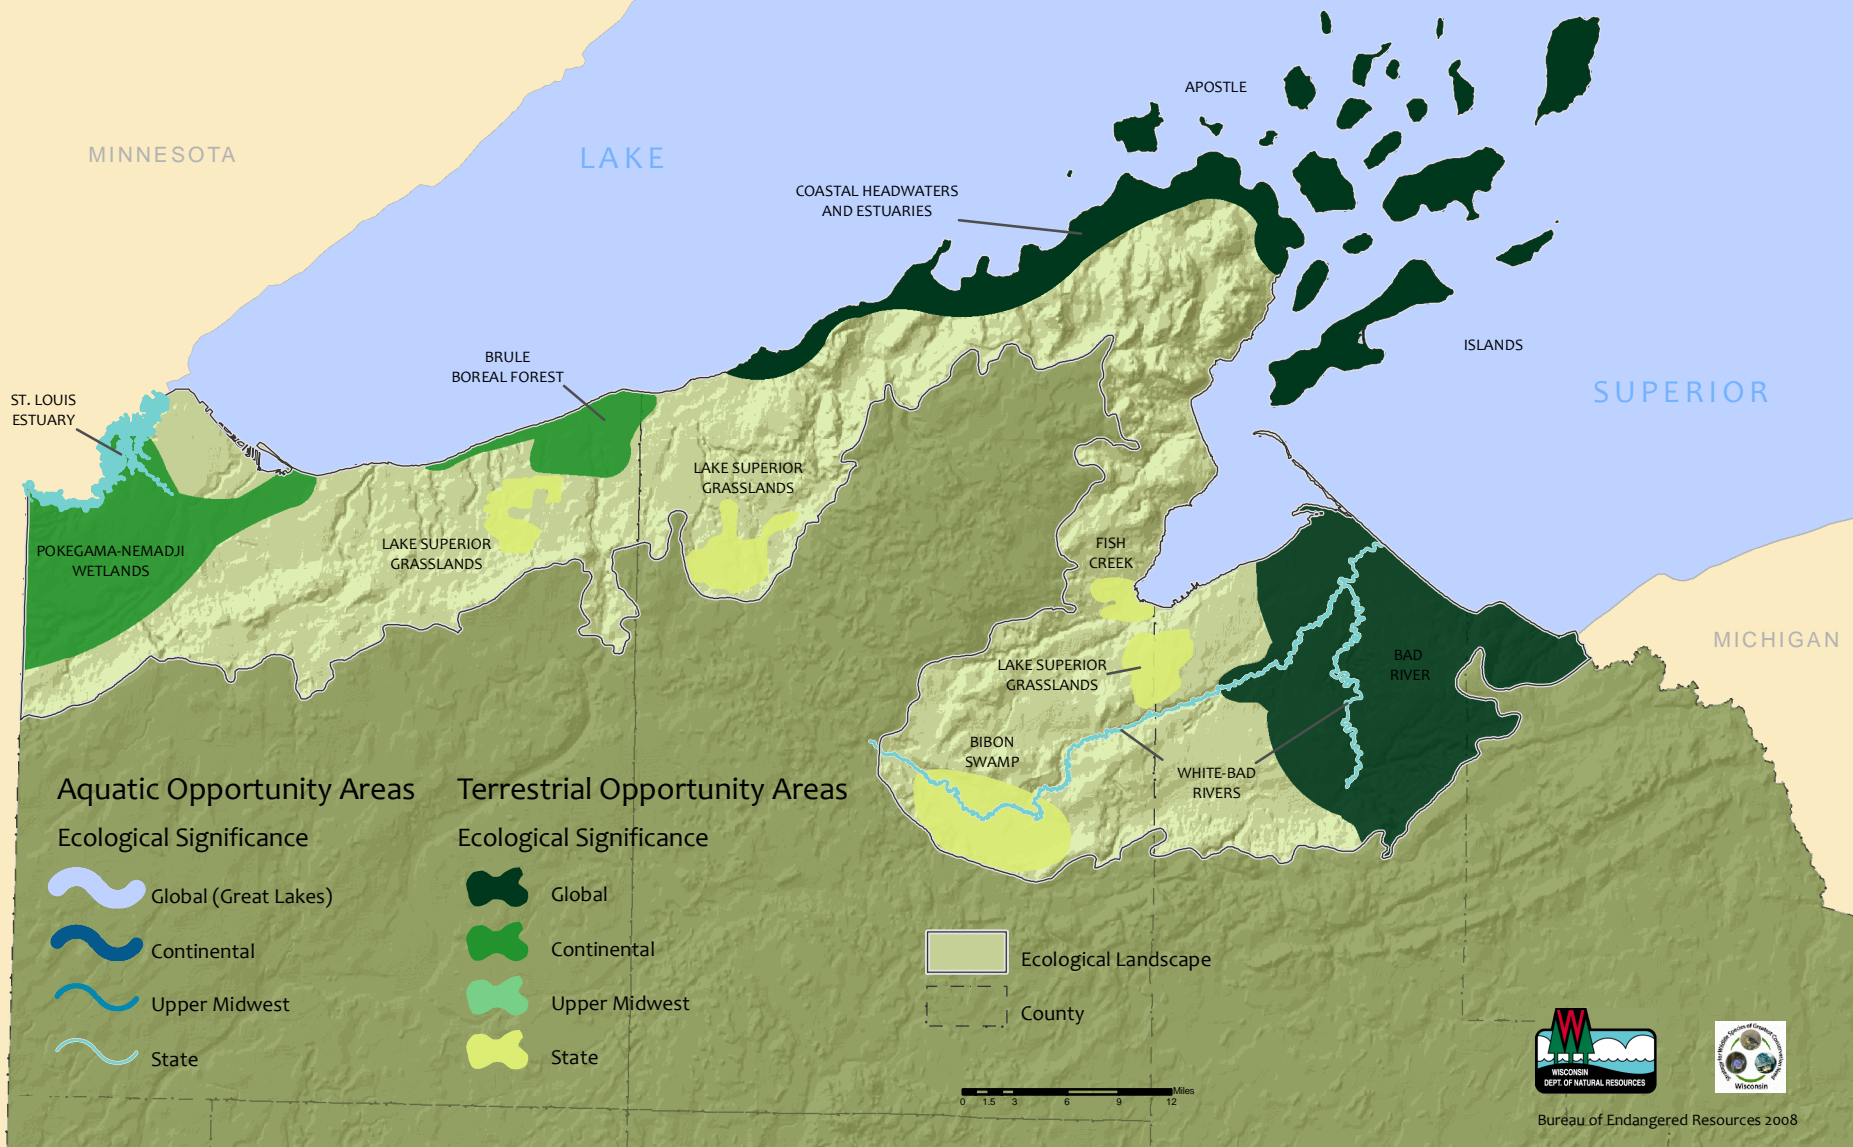 MINNESOTA
LAKE
APOSTLE
COASTAL HEADWATERS
AND ESTUARIES
ISLANDS
SUPERIOR
BRULE
BOREAL FOREST
ST. LOUIS
ESTUARY
LAKE SUPERIOR
GRASSLANDS
POKEGAMA-NEMADJI
WETLANDS
LAKE SUPERIOR
GRASSLANDS
FISH
CREEK
MICHIGAN
LAKE SUPERIOR
GRASSLANDS
BAD
RIVER
BIBON
SWAMP
WHITE-BAD
RIVERS
Aquatic Opportunity Areas
Ecological Significance
Global (Great Lakes)
Continental
Upper Midwest
State
Terrestrial Opportunity Areas
Ecological Significance
Global
Continental
Upper Midwest
State
Ecological Landscape
County
Miles
0 1.5 3 6 9 12
W
WISCONSIN
DEPT. OF NATURAL RESOURCES
Wisconsin
Bureau of Endangered Resources 2008